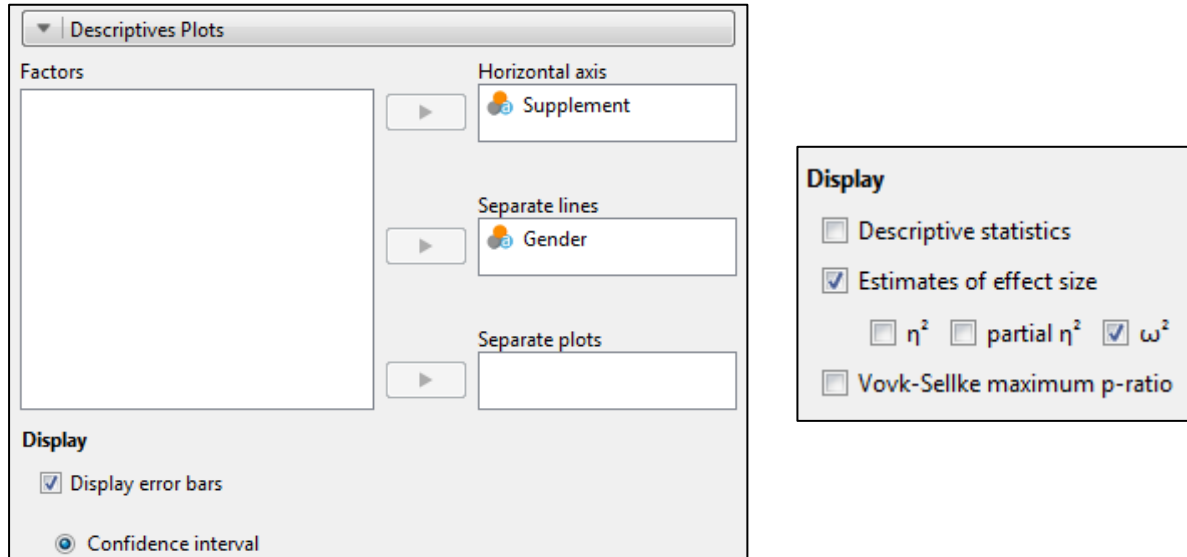 Descriptives Plots
Factors
Horizontal axis
Supplement
Separate lines
Gender
Separate plots
Display
Display error bars
Confidence interval
Display
Descriptive statistics
Estimates of effect size
η² partial η² ω²
Vovk-Sellke maximum p-ratio